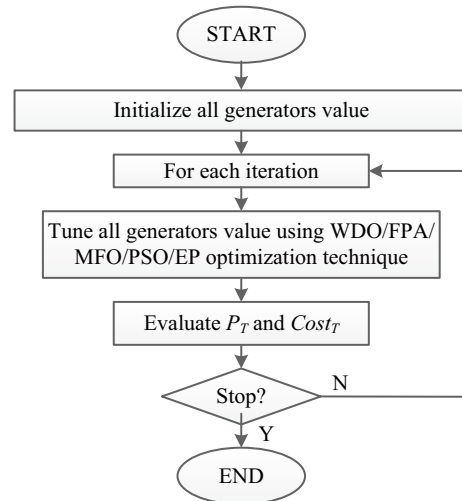 START
Initialize all generators value
For each iteration
Tune all generators value using WDO/FPA/
MFO/PSO/EP optimization technique
Evaluate P_T and Cost_T
Stop?
N
Y
END